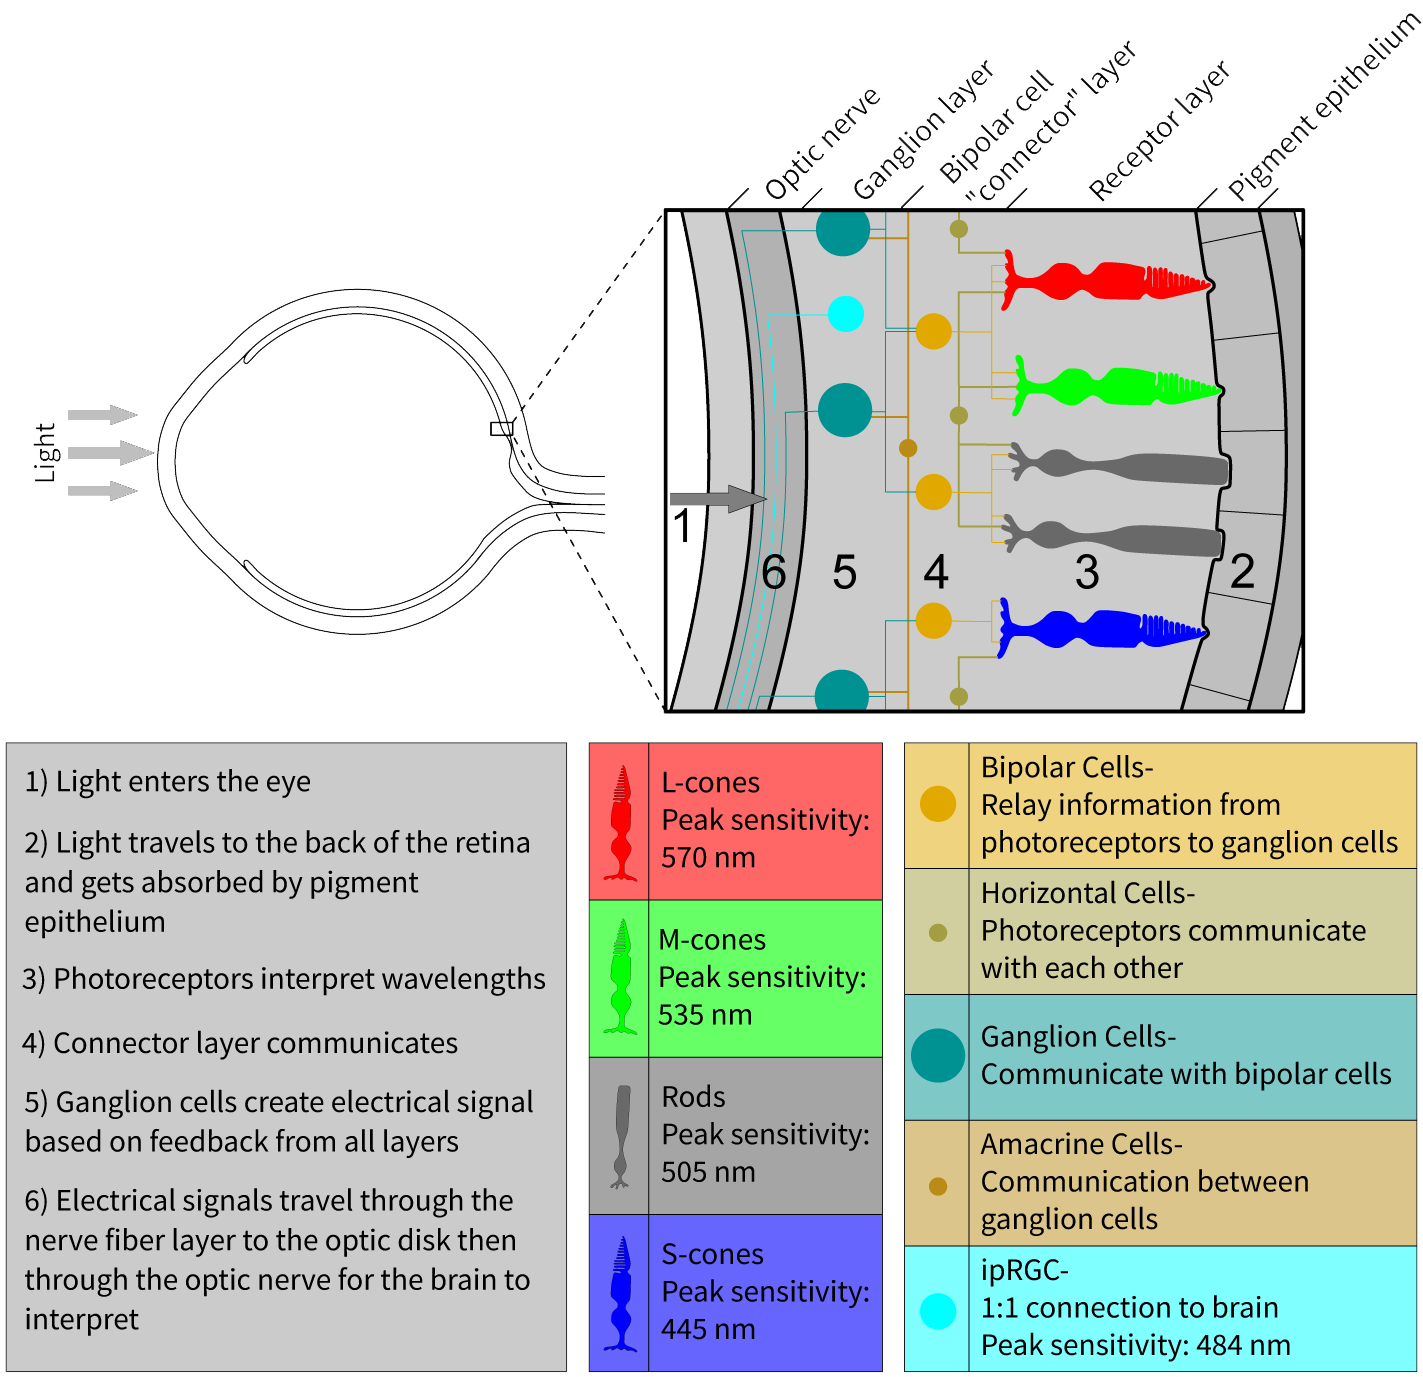 Optic nerve
Ganglion layer
Bipolar cell
"connector" layer
Receptor layer
Pigment epithelium
Light
1
6
5
4
3
2
1) Light enters the eye
2) Light travels to the back of the retina
and gets absorbed by pigment
epithelium
3) Photoreceptors interpret wavelengths
4) Connector layer communicates
5) Ganglion cells create electrical signal
based on feedback from all layers
6) Electrical signals travel through the
nerve fiber layer to the optic disk then
through the optic nerve for the brain to
interpret
L-cones
Peak sensitivity:
570 nm
M-cones
Peak sensitivity:
535 nm
Rods
Peak sensitivity:
505 nm
S-cones
Peak sensitivity:
445 nm
Bipolar Cells-
Relay information from
photoreceptors to ganglion cells
Horizontal Cells-
Photoreceptors communicate
with each other
Ganglion Cells-
Communicate with bipolar cells
Amacrine Cells-
Communication between
ganglion cells
ipRGC-
1:1 connection to brain
Peak sensitivity: 484 nm